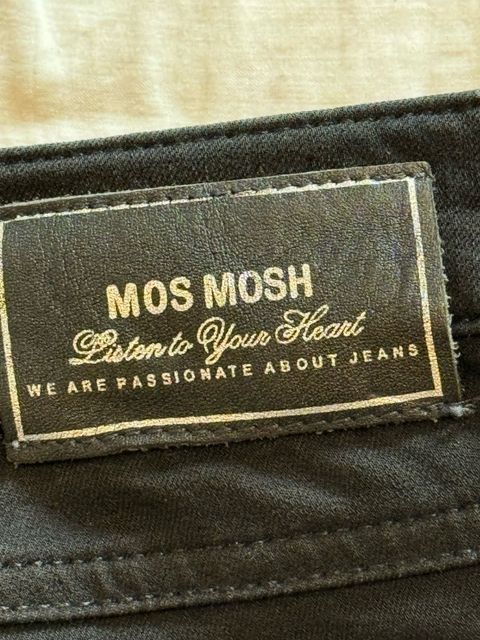 MOS MOSH
Listen to Your Heart
WE ARE PASSIONATE ABOUT JEANS